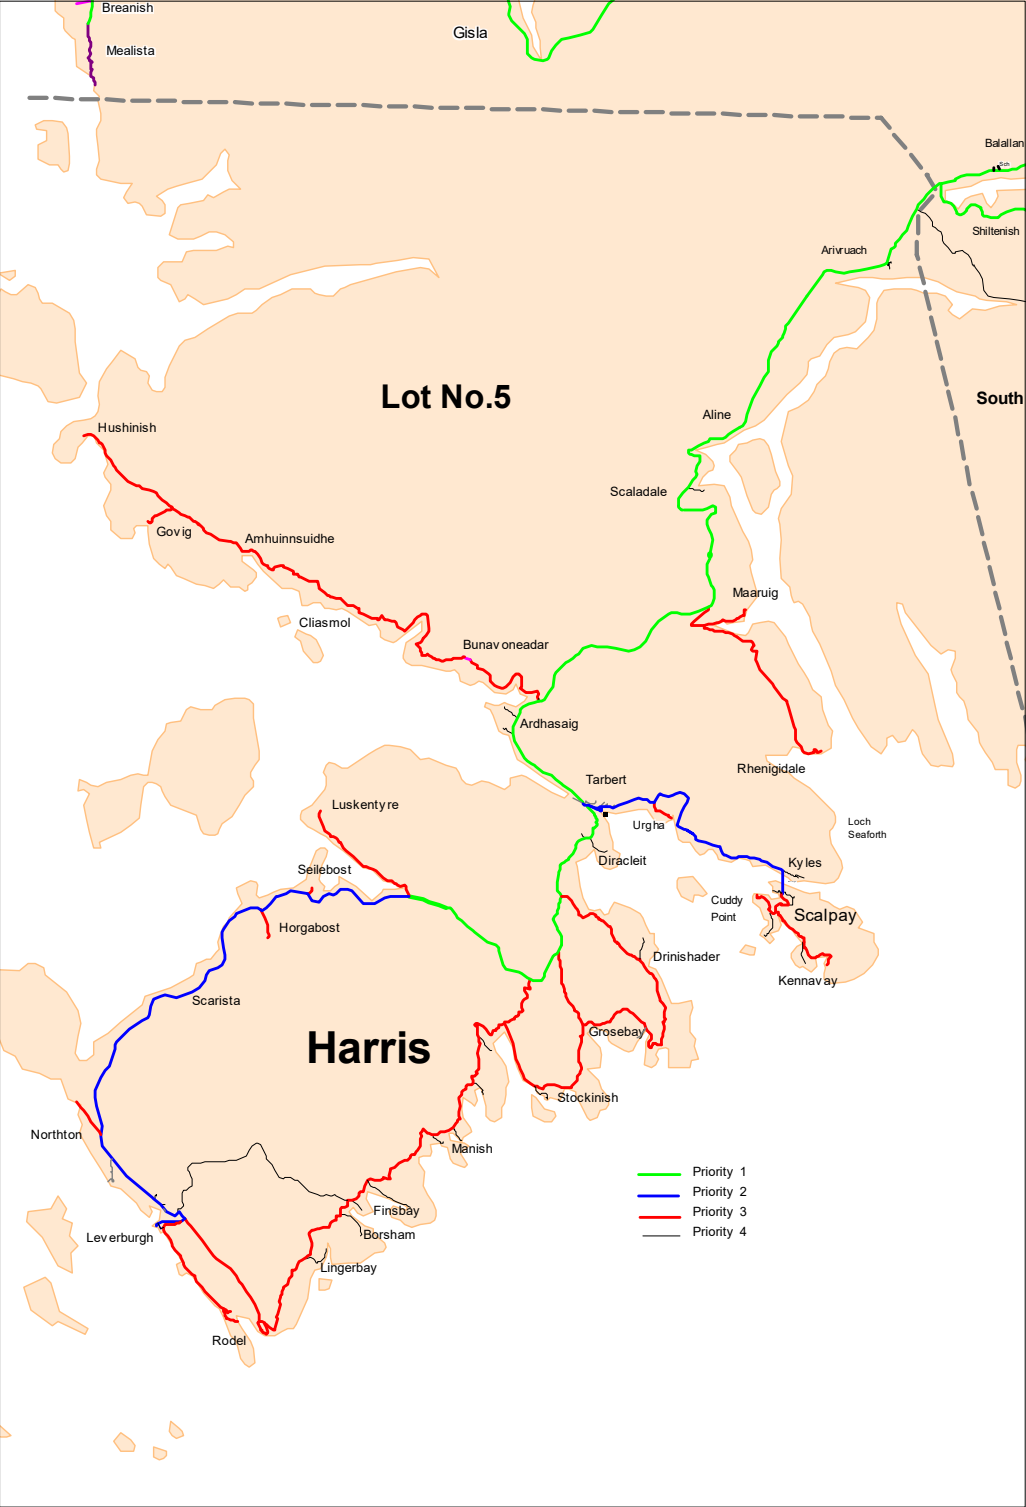 Breanish
Gisla
Mealista
Balallan
Sch
Shiltenish
Arivruach
Lot No.5
South
Aline
Hushinish
Scaladale
Govig
Amhuinnsuidhe
Maaruig
Cliasmol
Bunavoneadar
Ardhasaig
Rhenigidale
Tarbert
Luskentyre
Urgha
Loch
Seaforth
Diracleit
Kyles
Seilebost
Cuddy
Point
Scalpay
Horgabost
Drinishader
Kennavay
Scarista
Grosebay
Harris
Stockinish
Northton
Manish
Priority 1
Priority 2
Priority 3
Priority 4
Finsbay
Borsham
Leverburgh
Lingerbay
Rodel